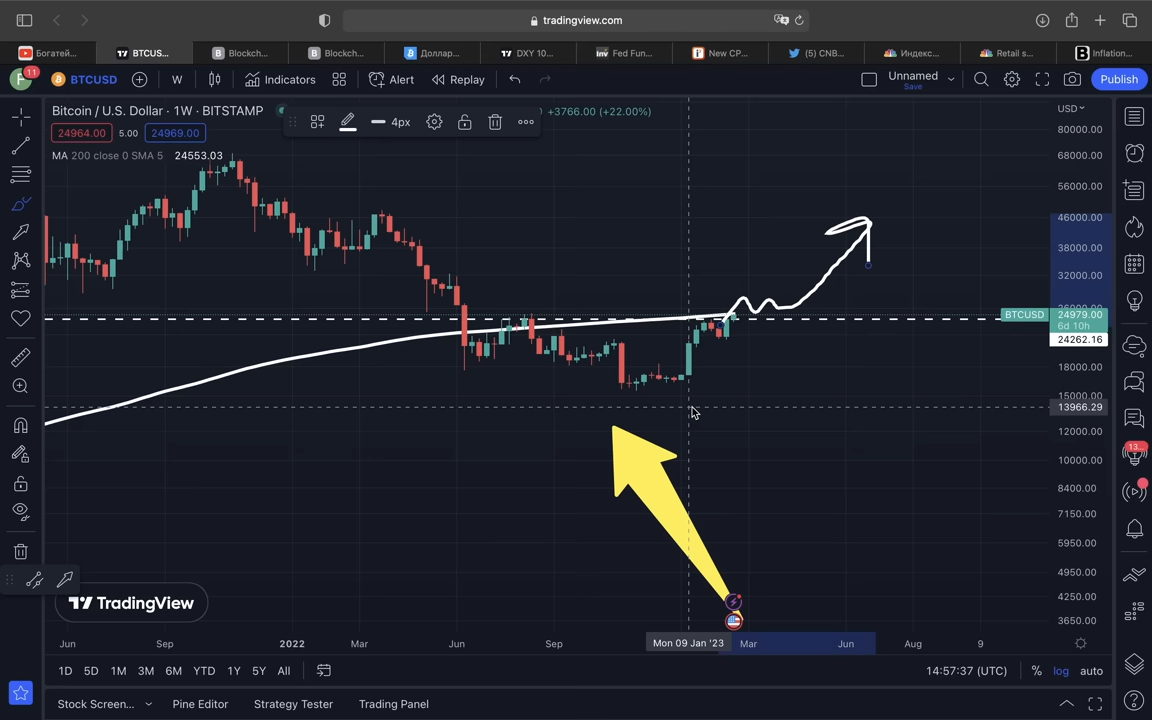 tradingview.com
Богатей...
BTCUS...
Blockch...
Blockch...
Доллар...
DXY 10...
Fed Fun...
New CP...
(5) CNB...
Индекс...
Retail s...
Inflation...
11
BTCUSD
W
Indicators
Alert
Replay
Unnamed
Save
Publish
Bitcoin / U.S. Dollar · 1W · BITSTAMP
4px
0 +3766.00 (+22.00%)
24964.00
5.00
24969.00
MA 200 close 0 SMA 5 24553.03
USD
80000.00
68000.00
56000.00
46000.00
38000.00
32000.00
26000.00
BTCUSD
24979.00
6d 10h
24262.16
18000.00
15000.00
13966.29
12000.00
10000.00
8400.00
7150.00
5950.00
4950.00
4250.00
3650.00
13...
TradingView
Jun
Sep
2022
Mar
Jun
Sep
Mon 09 Jan '23
Mar
Jun
Aug
9
1D
5D
1M
3M
6M
YTD
1Y
5Y
All
14:57:37 (UTC)
%
log
auto
Stock Screen...
Pine Editor
Strategy Tester
Trading Panel